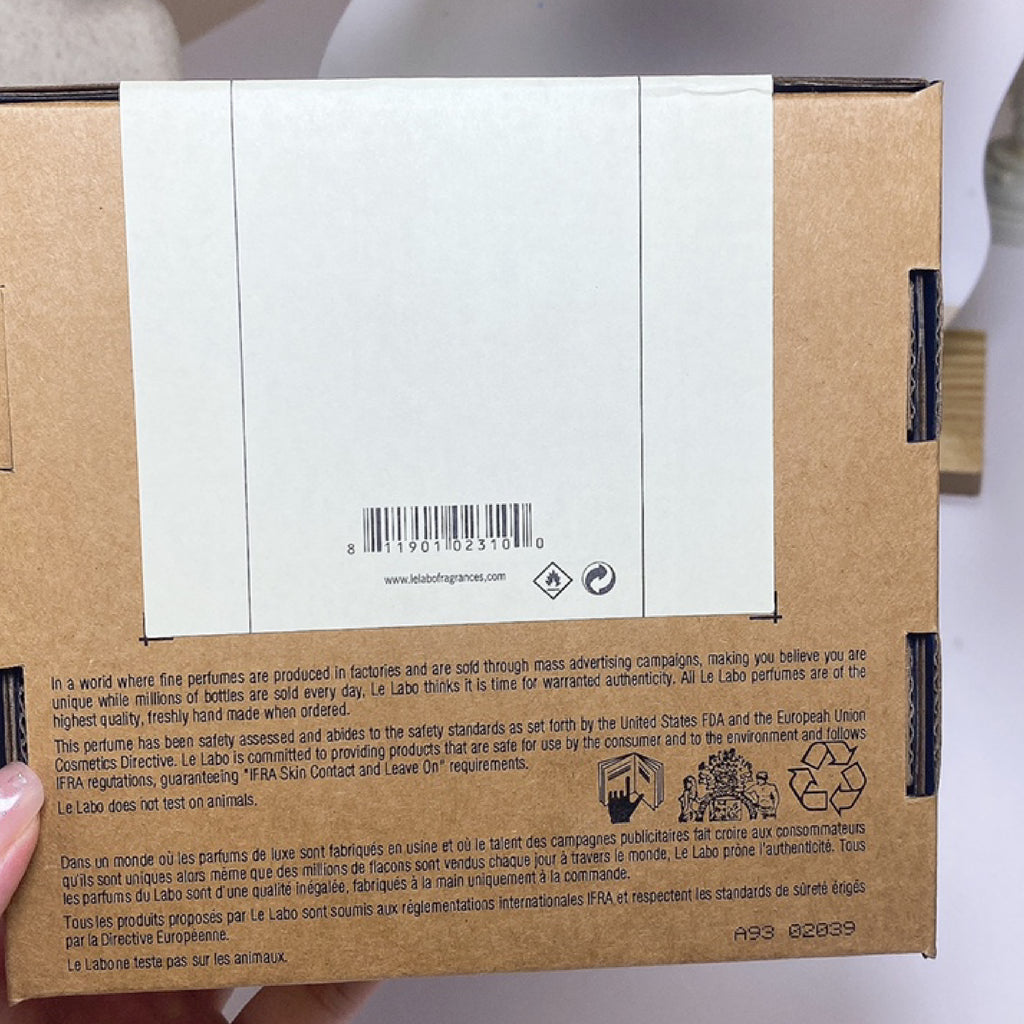 8 11901 02310 0
www.lelabofragrances.com
In a world where fine perfumes are produced in factories and are sold through mass advertising campaigns, making you believe you are
unique while millions of bottles are sold every day, Le Labo thinks it is time for warranted authenticity. All Le Labo perfumes are of the
highest quality, freshly hand made when ordered.
This perfume has been safety assessed and abides to the safety standards as set forth by the United States FDA and the Europeah Union
Cosmetics Directive. Le Labo is committed to providing products that are safe for use by the consumer and to the environment and follows
IFRA regutations, guaranteeing "IFRA Skin Contact and Leave On" requirements.
Le Labo does not test on animals.
Dans un monde où les parfums de luxe sont fabriqués en usine et où le talent des campagnes publicitaires fait croire aux consommateurs
qu'ils sont uniques alors même que des millions de flacons sont vendus chaque jour à travers le monde, Le Labo prône l'authenticité. Tous
les parfums du Labo sont d'une qualité inégalée, fabriqués à la main uniquement à la commande.
Tous les produits proposés par Le Labo sont soumis aux réglementations internationales IFRA et respectent les standards de sûreté érigés
par la Directive Européenne.
Le Labo ne teste pas sur les animaux.
A93 02039